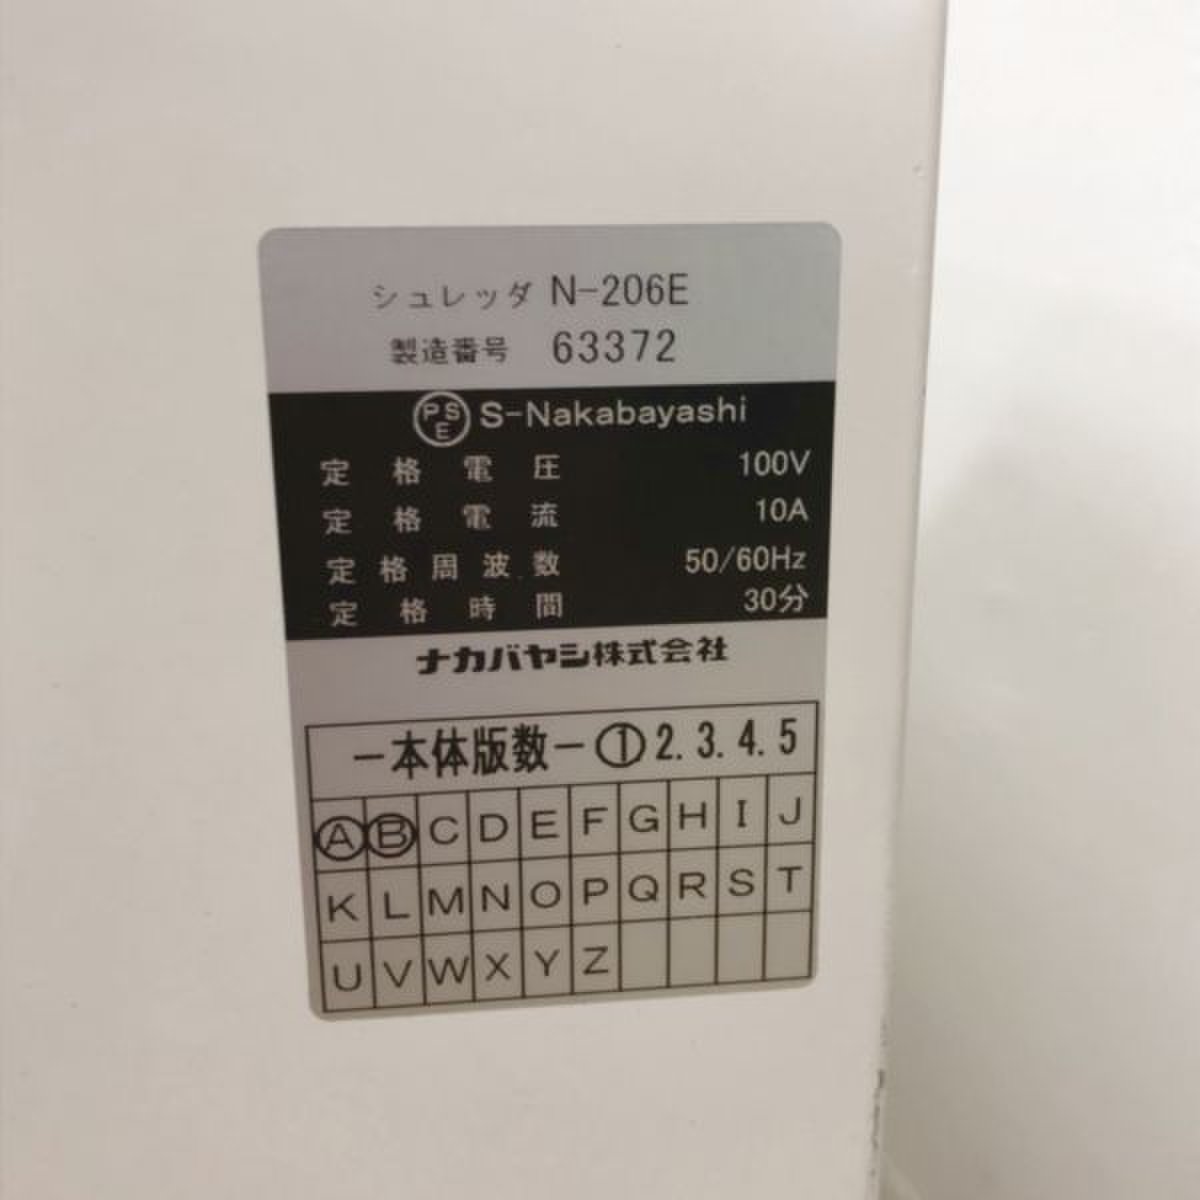 シュレッダ N-206E
製造番号 63372
PSE S-Nakabayashi
定格電圧 100V
定格電流 10A
定格周波数 50/60Hz
定格時間 30分
ナカバヤシ株式会社
-本体版数-① 2.3.4.5
Ⓐ Ⓑ C D E F G H I J
K L M N O P Q R S T
U V W X Y Z